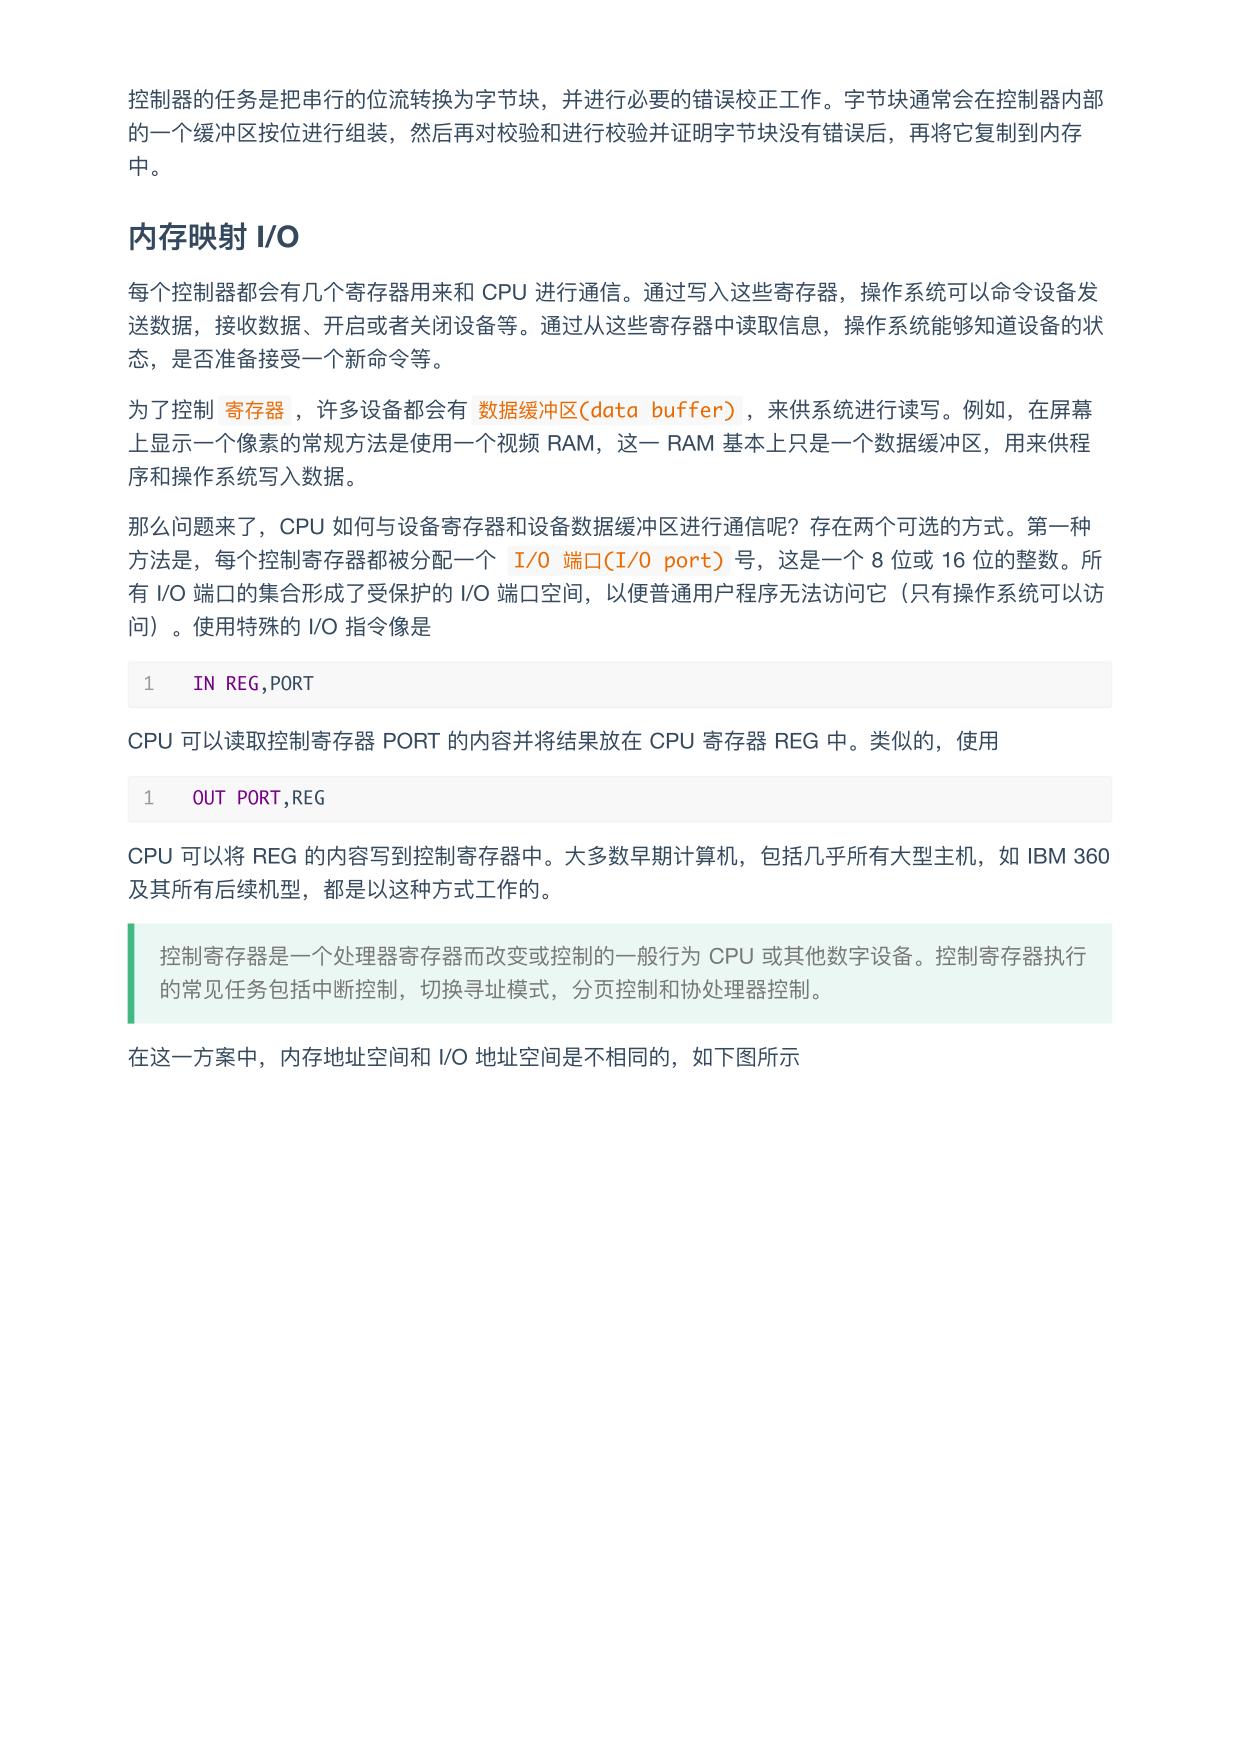 控制器的任务是把串行的位流转换为字节块，并进行必要的错误校正工作。字节块通常会在控制器内部
的一个缓冲区按位进行组装，然后再对校验和进行校验并证明字节块没有错误后，再将它复制到内存
中。
内存映射 I/O
每个控制器都会有几个寄存器用来和 CPU 进行通信。通过写入这些寄存器，操作系统可以命令设备发
送数据，接收数据、开启或者关闭设备等。通过从这些寄存器中读取信息，操作系统能够知道设备的状
态，是否准备接受一个新命令等。
为了控制 寄存器 ，许多设备都会有 数据缓冲区(data buffer) ，来供系统进行读写。例如，在屏幕
上显示一个像素的常规方法是使用一个视频 RAM，这一 RAM 基本上只是一个数据缓冲区，用来供程
序和操作系统写入数据。
那么问题来了，CPU 如何与设备寄存器和设备数据缓冲区进行通信呢？存在两个可选的方式。第一种
方法是，每个控制寄存器都被分配一个 I/O 端口(I/O port) 号，这是一个 8 位或 16 位的整数。所
有 I/O 端口的集合形成了受保护的 I/O 端口空间，以便普通用户程序无法访问它（只有操作系统可以访
问）。使用特殊的 I/O 指令像是
1 IN REG,PORT
CPU 可以读取控制寄存器 PORT 的内容并将结果放在 CPU 寄存器 REG 中。类似的，使用
1 OUT PORT,REG
CPU 可以将 REG 的内容写到控制寄存器中。大多数早期计算机，包括几乎所有大型主机，如 IBM 360
及其所有后续机型，都是以这种方式工作的。
控制寄存器是一个处理器寄存器而改变或控制的一般行为 CPU 或其他数字设备。控制寄存器执行
的常见任务包括中断控制，切换寻址模式，分页控制和协处理器控制。
在这一方案中，内存地址空间和 I/O 地址空间是不相同的，如下图所示